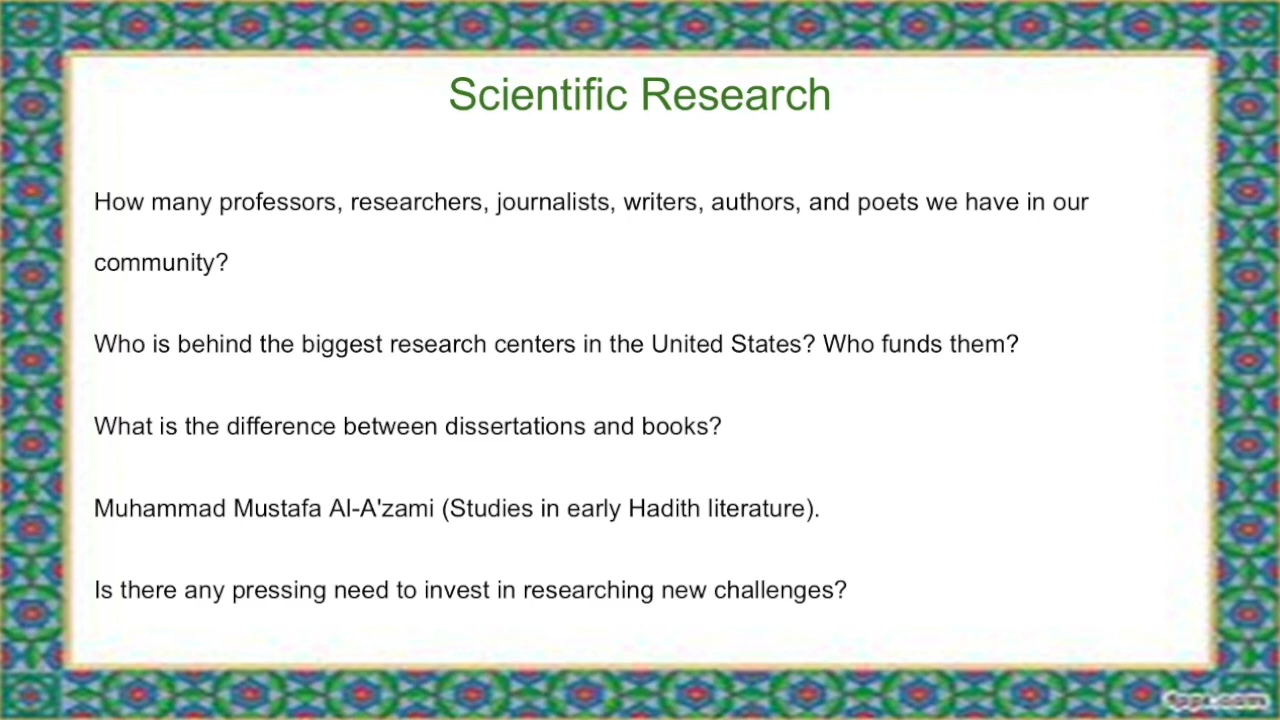 Scientific Research
How many professors, researchers, journalists, writers, authors, and poets we have in our
community?
Who is behind the biggest research centers in the United States? Who funds them?
What is the difference between dissertations and books?
Muhammad Mustafa Al-A'zami (Studies in early Hadith literature).
Is there any pressing need to invest in researching new challenges?